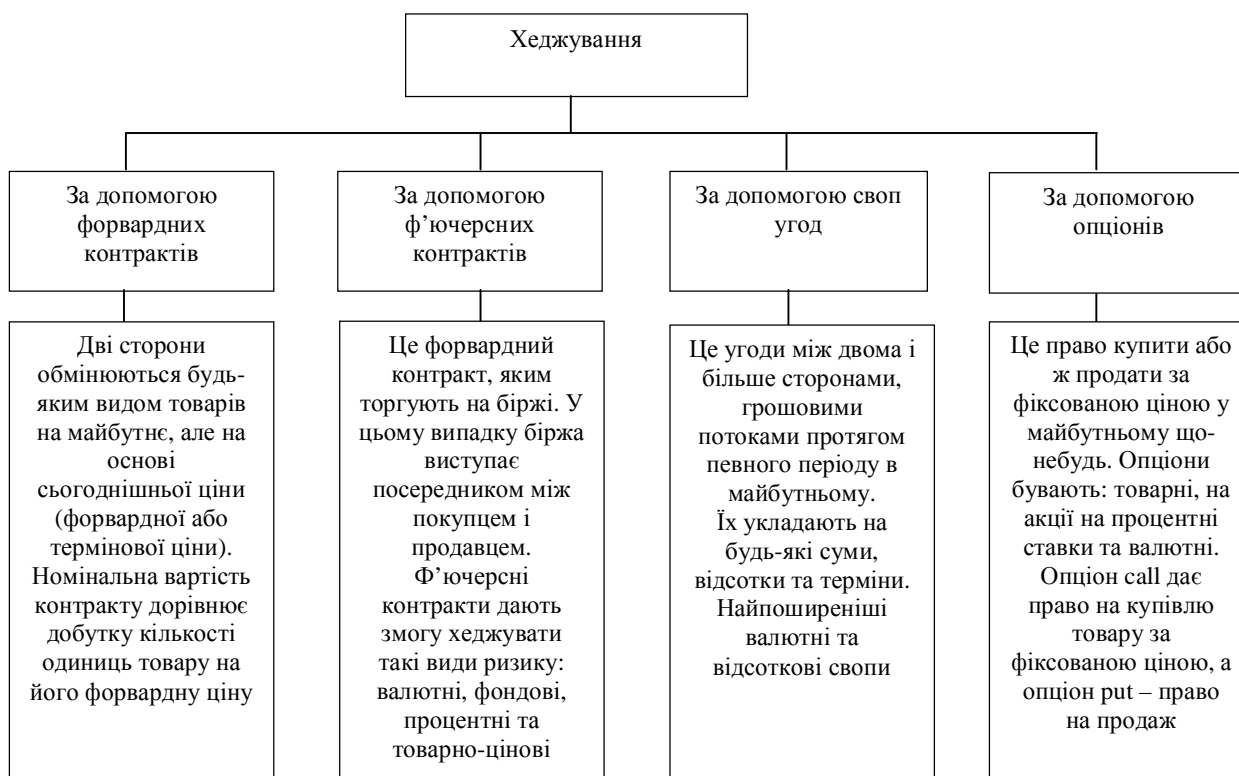 Хеджування
За допомогою
форвардних
контрактів
За допомогою
ф’ючерсних
контрактів
За допомогою своп
угод
За допомогою
опціонів
Дві сторони
обмінюються будь-
яким видом товарів
на майбутнє, але на
основі
сьогоднішньої ціни
(форвардної або
термінової ціни).
Номінальна вартість
контракту дорівнює
добутку кількості
одиниць товару на
його форвардну ціну
Це форвардний
контракт, яким
торгують на біржі. У
цьому випадку біржа
виступає
посередником між
покупцем і
продавцем.
Ф’ючерсні
контракти дають
змогу хеджувати
такі види ризику:
валютні, фондові,
процентні та
товарно-цінові
Це угоди між двома і
більше сторонами,
грошовими
потоками протягом
певного періоду в
майбутньому.
Їх укладають на
будь-які суми,
відсотки та терміни.
Найпоширеніші
валютні та
відсоткові свопи
Це право купити або
ж продати за
фіксованою ціною у
майбутньому що-
небудь. Опціони
бувають: товарні, на
акції на процентні
ставки та валютні.
Опціон call дає
право на купівлю
товару за
фіксованою ціною, а
опціон put – право
на продаж